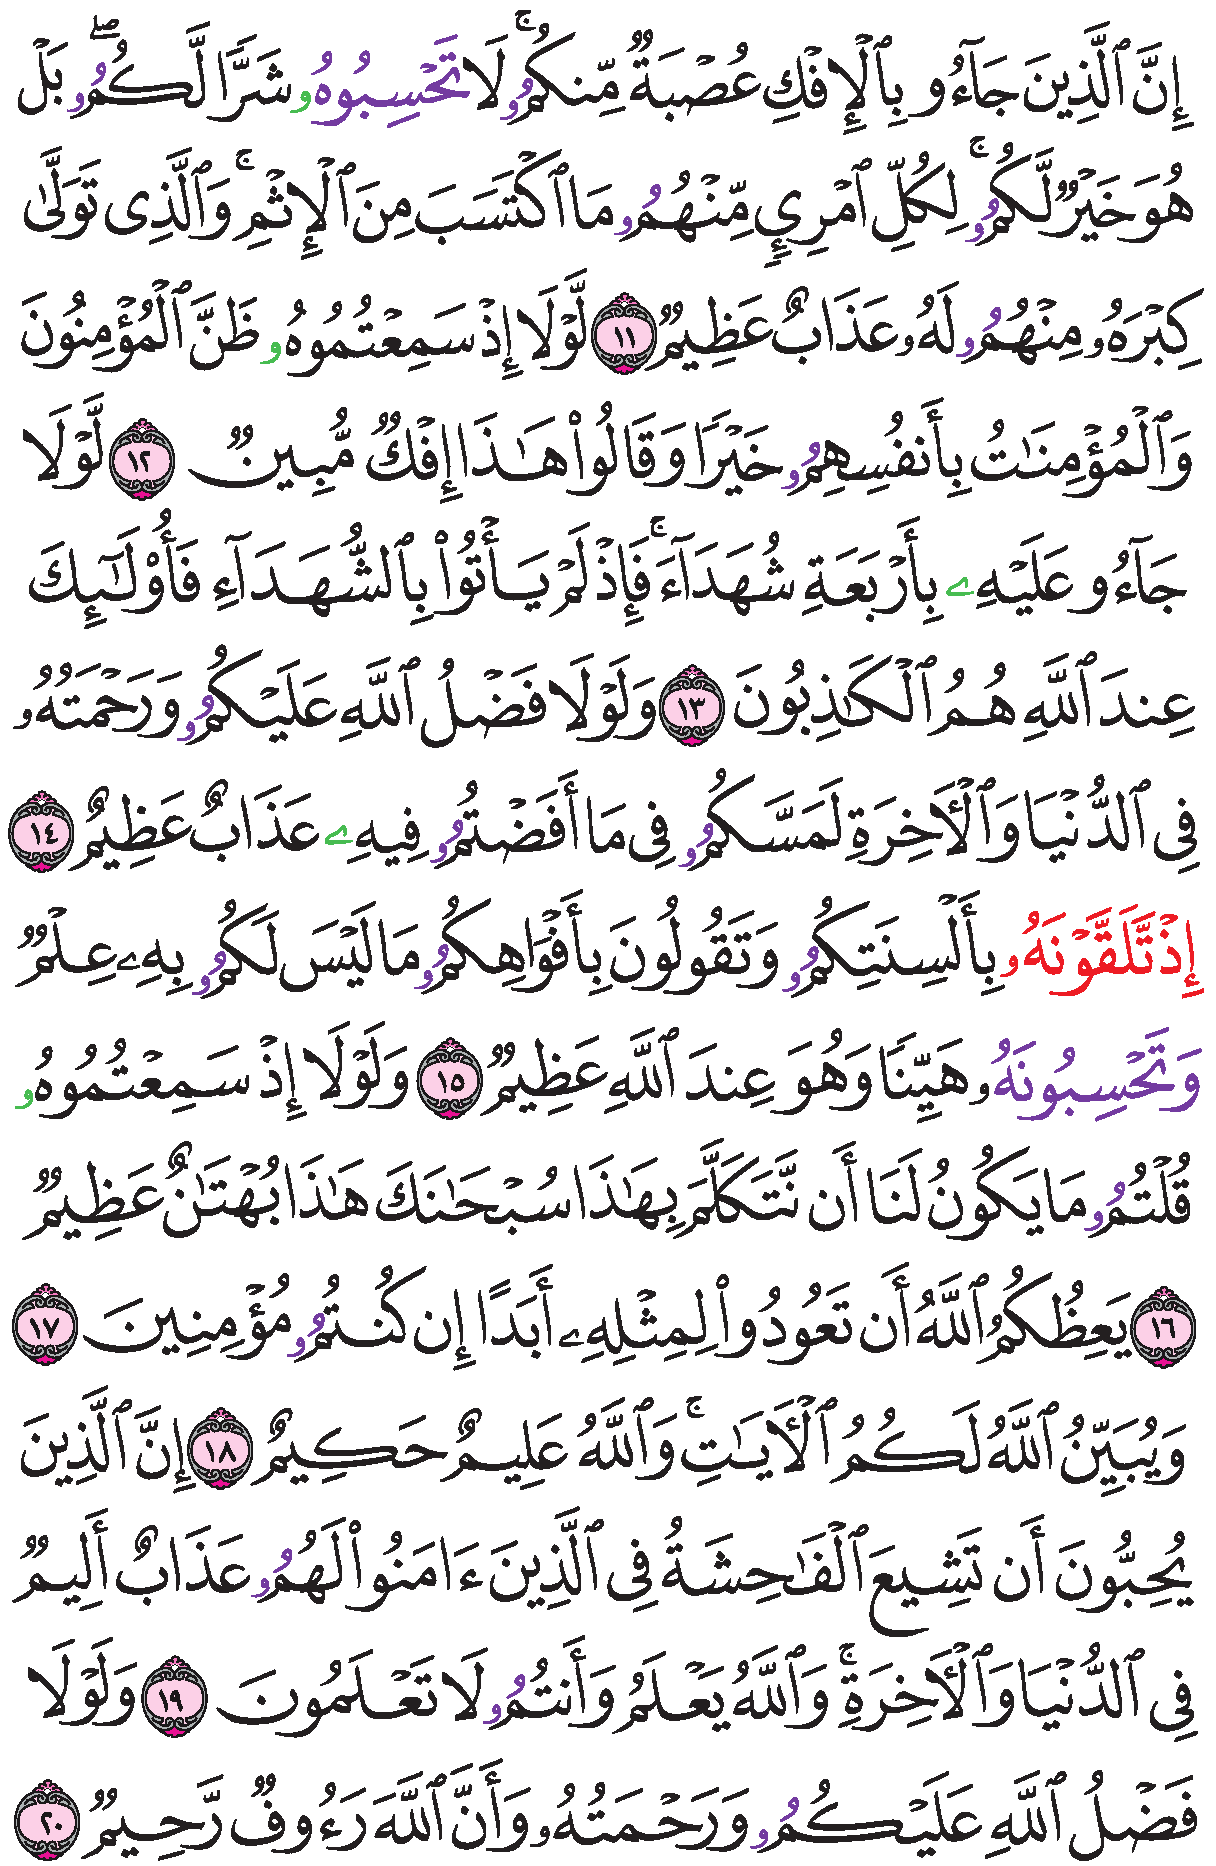 إِنَّ ٱلَّذِينَ جَآءُو بِٱلْإِفْكِ عُصْبَةٌ مِّنكُمُۥ ۚ لَا تَحْسِبُوهُۥ شَرًّا لَّكُمُۥ ۖ بَلْ
هُوَ خَيْرٌ لَّكُمُۥ ۚ لِكُلِّ ٱمْرِيٍٕ مِّنْهُمُۥ مَا ٱكْتَسَبَ مِنَ ٱلْإِثْمِ ۚ وَٱلَّذِى تَوَلَّىٰ
كِبْرَهُۥ مِنْهُمُۥ لَهُۥ عَذَابٌ عَظِيمٌ ١١ لَّوْلَا إِذْ سَمِعْتُمُوهُۥ ظَنَّ ٱلْمُؤْمِنُونَ
وَٱلْمُؤْمِنَٰتُ بِأَنفُسِهِمُۥ خَيْرًا وَقَالُوا۟ هَٰذَا إِفْكٌ مُّبِينٌ ١٢ لَّوْلَا
جَآءُو عَلَيْهِۦ بِأَرْبَعَةِ شُهَدَآءَ ۚ فَإِذْ لَمْ يَأْتُوا۟ بِٱلشُّهَدَآءِ فَأُو۟لَٰٓئِكَ
عِندَ ٱللَّهِ هُمُ ٱلْكَٰذِبُونَ ١٣ وَلَوْلَا فَضْلُ ٱللَّهِ عَلَيْكُمُۥ وَرَحْمَتُهُۥ
فِى ٱلدُّنْيَا وَٱلْأَخِرَةِ لَمَسَّكُمُۥ فِى مَا أَفَضْتُمُۥ فِيهِۦ عَذَابٌ عَظِيمٌ ١٤
إِذْ تَّلَقَّوْنَهُۥ بِأَلْسِنَتِكُمُۥ وَتَقُولُونَ بِأَفْوَاهِكُمُۥ مَا لَيْسَ لَكُمُۥ بِهِۦ عِلْمٌ
وَتَحْسِبُونَهُۥ هَيِّنًا وَهُوَ عِندَ ٱللَّهِ عَظِيمٌ ١٥ وَلَوْلَا إِذْ سَمِعْتُمُوهُۥ
قُلْتُمُۥ مَا يَكُونُ لَنَا أَن نَّتَكَلَّمَ بِهَٰذَا سُبْحَٰنَكَ هَٰذَا بُهْتَٰنٌ عَظِيمٌ
١٦ يَعِظُكُمُ ٱللَّهُ أَن تَعُودُوا۟ لِمِثْلِهِۦ أَبَدًا إِن كُنتُمُۥ مُؤْمِنِينَ ١٧
وَيُبَيِّنُ ٱللَّهُ لَكُمُ ٱلْأَيَٰتِ ۚ وَٱللَّهُ عَلِيمٌ حَكِيمٌ ١٨ إِنَّ ٱلَّذِينَ
يُحِبُّونَ أَن تَشِيعَ ٱلْفَٰحِشَةُ فِى ٱلَّذِينَ ءَامَنُوا۟ لَهُمُۥ عَذَابٌ أَلِيمٌ
فِى ٱلدُّنْيَا وَٱلْأَخِرَةِ ۚ وَٱللَّهُ يَعْلَمُ وَأَنتُمُۥ لَا تَعْلَمُونَ ١٩ وَلَوْلَا
فَضْلُ ٱللَّهِ عَلَيْكُمُۥ وَرَحْمَتُهُۥ وَأَنَّ ٱللَّهَ رَءُوفٌ رَّحِيمٌ ٢٠